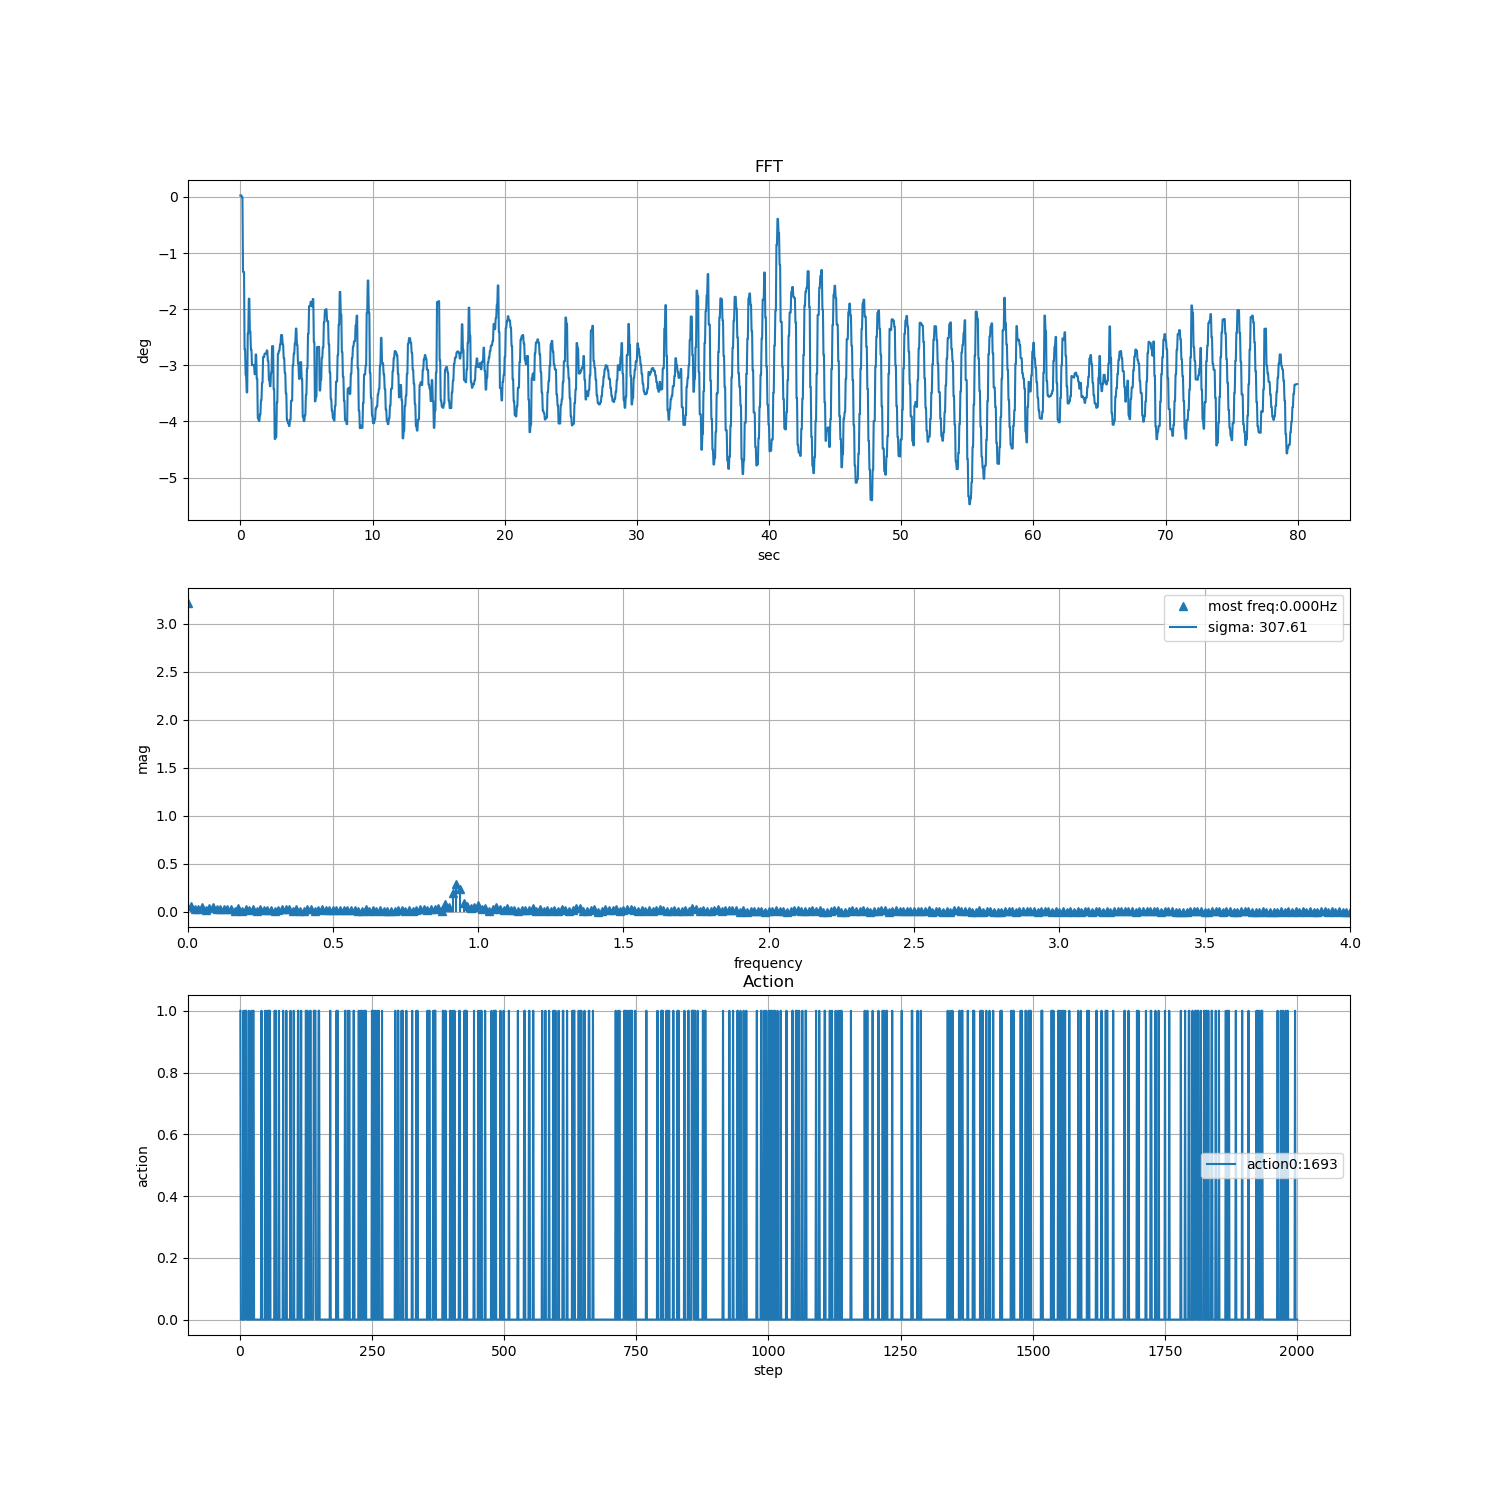 FFT
0
−1
−2
−3
−4
−5
deg
0 10 20 30 40 50 60 70 80
sec
most freq:0.000Hz
sigma: 307.61
3.0
2.5
2.0
1.5
1.0
0.5
0.0
mag
0.0 0.5 1.0 1.5 2.0 2.5 3.0 3.5 4.0
frequency
Action
1.0
0.8
0.6
0.4
0.2
0.0
action
action0:1693
0 250 500 750 1000 1250 1500 1750 2000
step